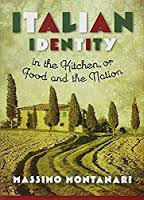 ITALIAN
IDENTITY
in the Kitchen, or
Food and the Nation
MASSIMO MONTANARI